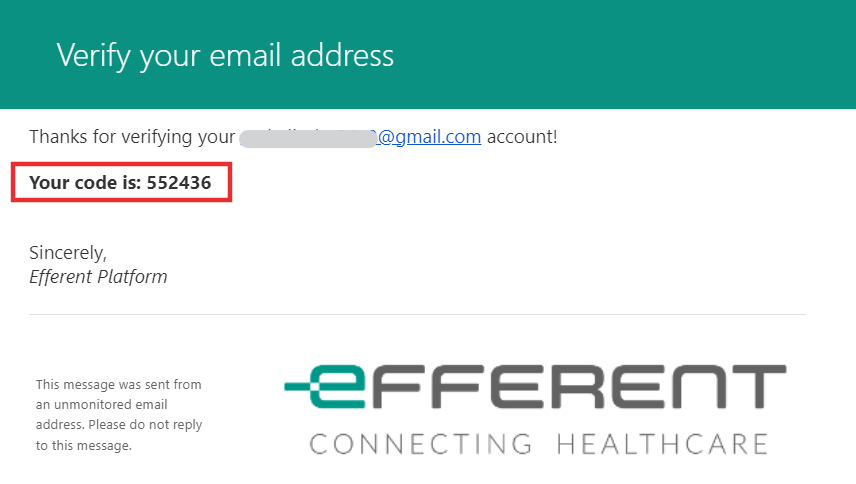 Verify your email address
Thanks for verifying your @gmail.com account!
Your code is: 552436
Sincerely,
Efferent Platform
This message was sent from
an unmonitored email
address. Please do not reply
to this message.
eFFERENT
CONNECTING HEALTHCARE